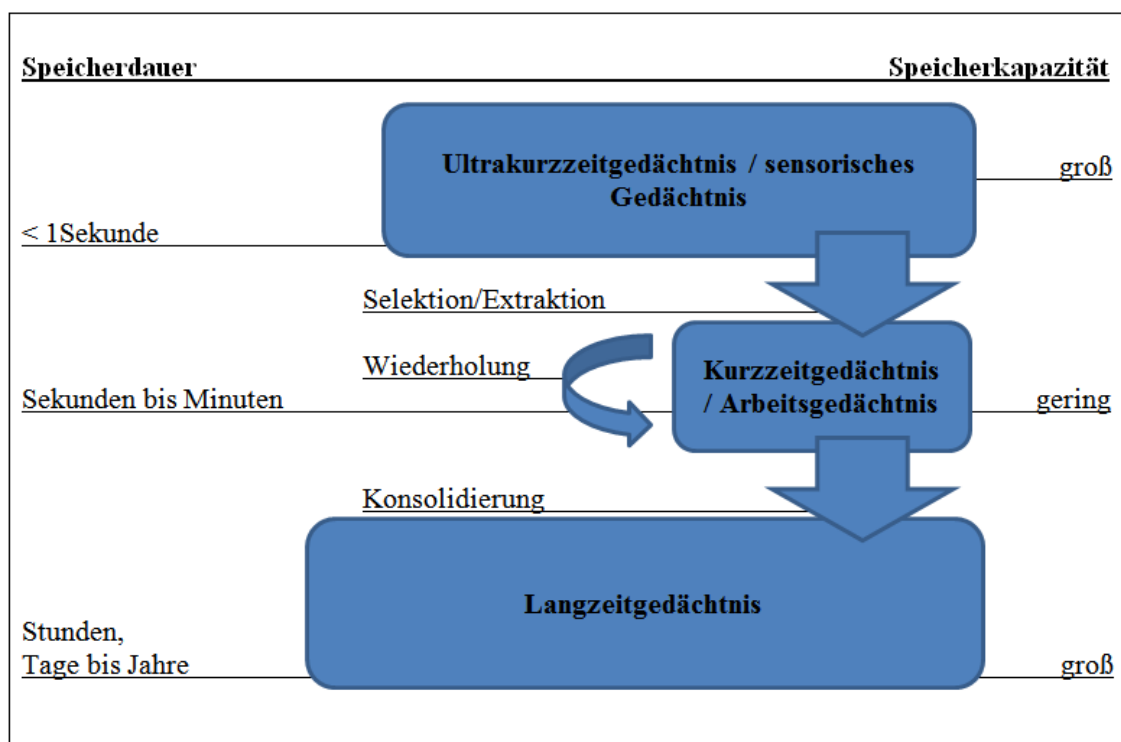 Speicherdauer Speicherkapazität
Ultrakurzzeitgedächtnis / sensorisches
Gedächtnis
groß
< 1Sekunde
Selektion/Extraktion
Wiederholung
Kurzzeitgedächtnis
/ Arbeitsgedächtnis
Sekunden bis Minuten
gering
Konsolidierung
Langzeitgedächtnis
Stunden,
Tage bis Jahre
groß